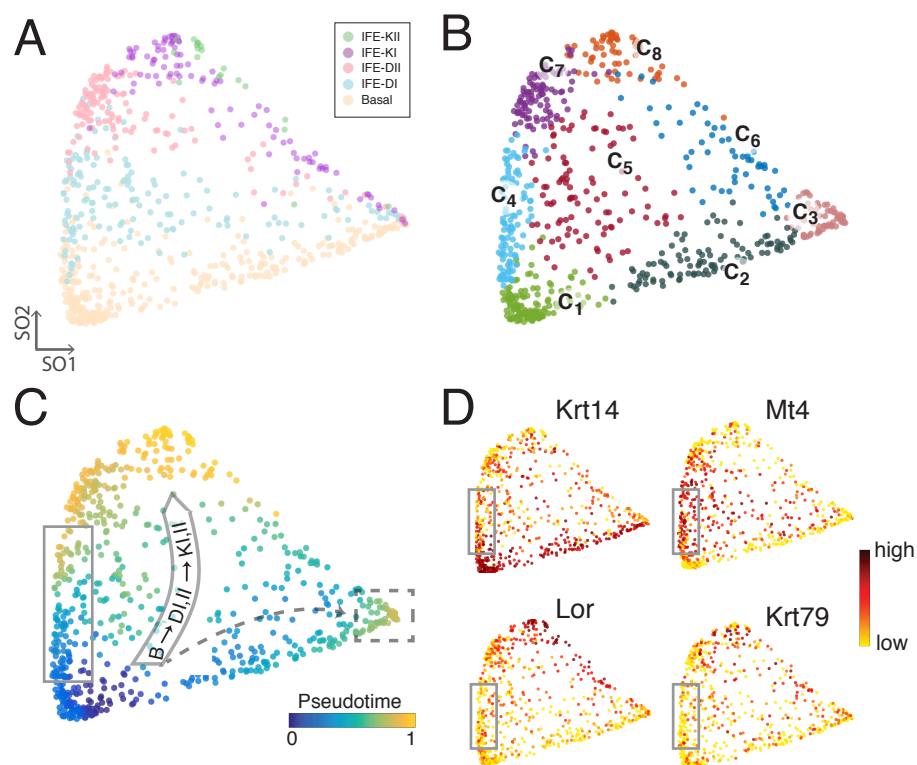 A
IFE-KII
IFE-KI
IFE-DII
IFE-DI
Basal
SO2
SO1
B
C8
C7
C6
C5
C4
C3
C2
C1
C
B→DI,II → KI,II
Pseudotime
0 1
D
Krt14
Mt4
Lor
Krt79
high
low